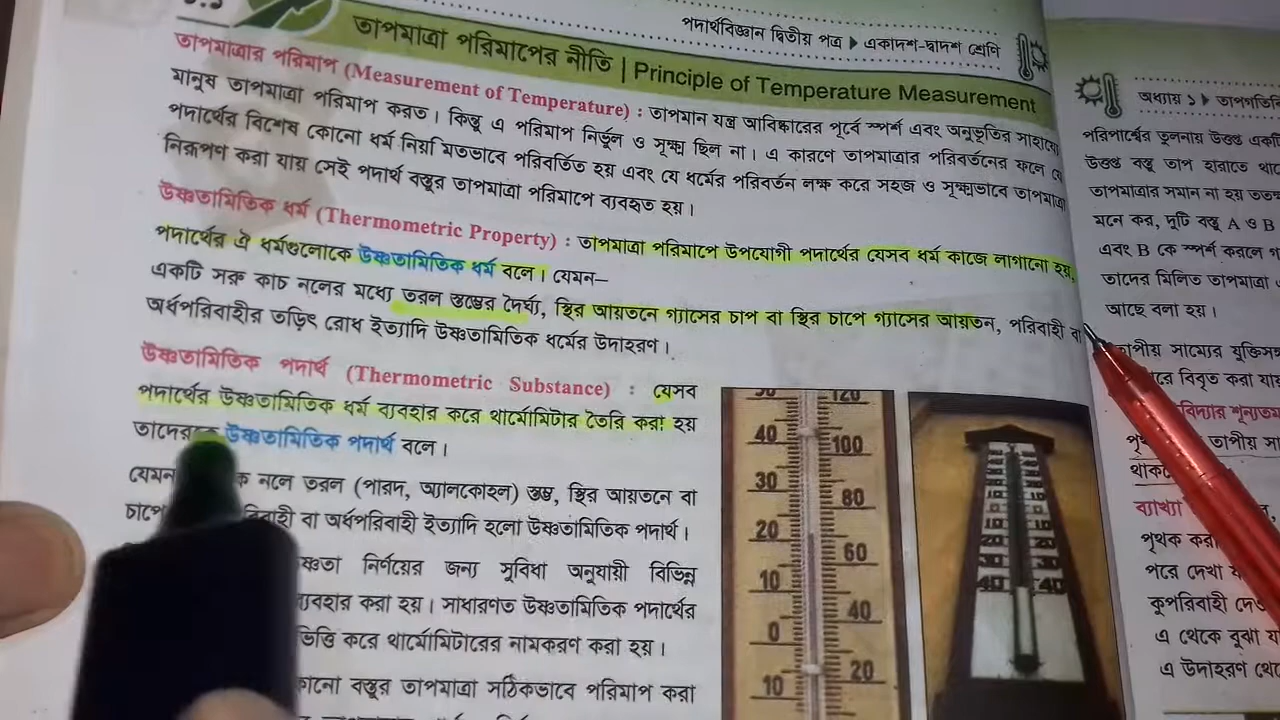 পদার্থবিজ্ঞান দ্বিতীয় পত্র ▶ একাদশ-দ্বাদশ শ্রেণি
তাপমাত্রা পরিমাপের নীতি | Principle of Temperature Measurement
তাপমাত্রার পরিমাপ (Measurement of Temperature) : তাপমান যন্ত্র আবিষ্কারের পূর্বে স্পর্শ এবং অনুভূতির সাহায্যে
মানুষ তাপমাত্রা পরিমাপ করত। কিন্তু এ পরিমাপ নির্ভুল ও সূক্ষ্ম ছিল না। এ কারণে তাপমাত্রার পরিবর্তনের ফলে যে
পদার্থের বিশেষ কোনো ধর্ম নিয়মিতভাবে পরিবর্তিত হয় এবং যে ধর্মের পরিবর্তন লক্ষ করে সহজ ও সূক্ষ্মভাবে তাপমাত্রা
নিরূপণ করা যায় সেই পদার্থ বস্তুর তাপমাত্রা পরিমাপে ব্যবহৃত হয়।
উষ্ণতামিতিক ধর্ম (Thermometric Property) : তাপমাত্রা পরিমাপে উপযোগী পদার্থের যেসব ধর্ম কাজে লাগানো হয়,
পদার্থের ঐ ধর্মগুলোকে উষ্ণতামিতিক ধর্ম বলে। যেমন–
একটি সরু কাচ নলের মধ্যে তরল স্তম্ভের দৈর্ঘ্য, স্থির আয়তনে গ্যাসের চাপ বা স্থির চাপে গ্যাসের আয়তন, পরিবাহী বা
অর্ধপরিবাহীর তড়িৎ রোধ ইত্যাদি উষ্ণতামিতিক ধর্মের উদাহরণ।
উষ্ণতামিতিক পদার্থ (Thermometric Substance) : যেসব
পদার্থের উষ্ণতামিতিক ধর্ম ব্যবহার করে থার্মোমিটার তৈরি করা হয়
তাদেরকে উষ্ণতামিতিক পদার্থ বলে।
নলে তরল (পারদ, অ্যালকোহল) স্তম্ভ, স্থির আয়তনে বা
বা অর্ধপরিবাহী ইত্যাদি হলো উষ্ণতামিতিক পদার্থ।
নির্ণয়ের জন্য সুবিধা অনুযায়ী বিভিন্ন
ব্যবহার করা হয়। সাধারণত উষ্ণতামিতিক পদার্থের
ভিত্তি করে থার্মোমিটারের নামকরণ করা হয়।
বস্তুর তাপমাত্রা সঠিকভাবে পরিমাপ করা
40 100
30 80
20 60
10 40
0 20
10
অধ্যায় ১ ▶
পরিপার্শ্বের তুলনায় উত্তপ্ত
উত্তপ্ত বস্তু তাপ হারাতে
তাপমাত্রার সমান না হয়
মনে কর, দুটি বস্তু A ও B
এবং B কে স্পর্শ করলে
তাদের মিলিত তাপমাত্রা
আছে বলা হয়।
তাপীয় সাম্যের
বিবৃত করা
তাপীয়
ব্যাখ্যা
পৃথক
পরে দেখা
কুপরিবাহী
এ থেকে বুঝা
এ উদাহরণ